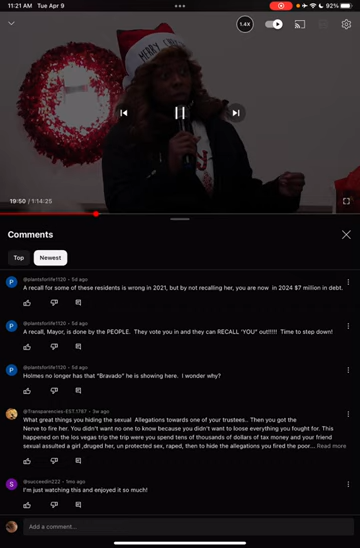 11:21 AM Tue Apr 9
92%
1.4X
MERRY
19:50 / 1:14:25
Comments
Top Newest
P
@plantsforlife1120 • 5d ago
A recall for some of these residents is wrong in 2021, but by not recalling her, you are now in 2024 $7 million in debt.
P
@plantsforlife1120 • 5d ago
A recall, Mayor, is done by the PEOPLE. They vote you in and they can RECALL 'YOU" out!!!!! Time to step down!
P
@plantsforlife1120 • 5d ago
Holmes no longer has that "Bravado" he is showing here. I wonder why?
@Transparencies-EST.1787 • 3w ago
What great things you hiding the sexual Allegations towards one of your trustees.. Then you got the
Nerve to fire her. You didn't want no one to know because you didn't want to loose everything you fought for. This
happened on the los vegas trip the trip were you spend tens of thousands of dollars of tax money and your friend
sexual assulted a girl ,druged her, un protected sex, raped, then to hide the allegations you fired the poor... Read more
S
@succeedin222 • 1mo ago
I'm just watching this and enjoyed it so much!
Add a comment...